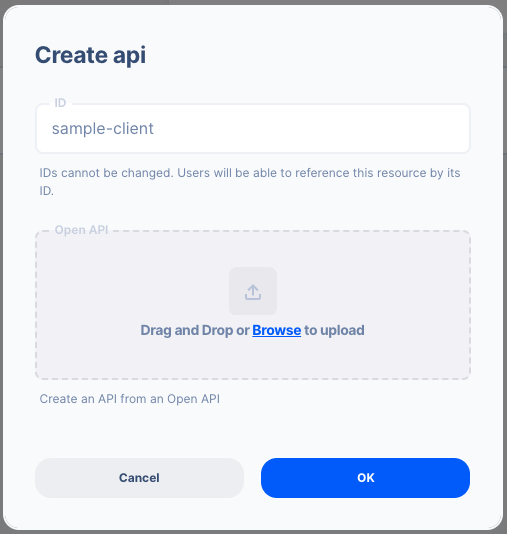 Create api
ID
sample-client
IDs cannot be changed. Users will be able to reference this resource by its
ID.
Open API
Drag and Drop or Browse to upload
Create an API from an Open API
Cancel
OK